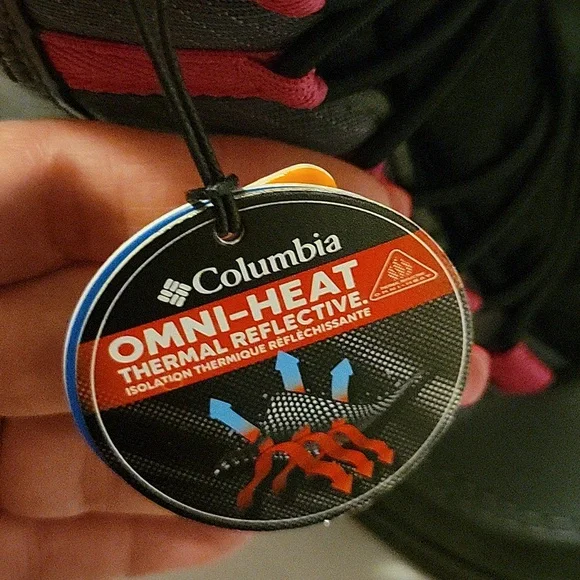 Columbia
OMNI-HEAT
THERMAL REFLECTIVE.
ISOLATION THERMIQUE RÉFLÉCHISSANTE